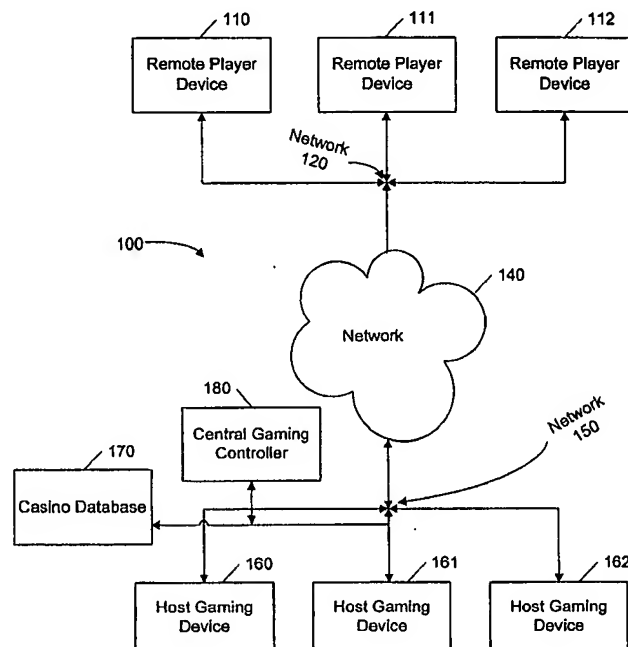 110
111
112
Remote Player
Device
Remote Player
Device
Remote Player
Device
Network
120
100
140
Network
180
Central Gaming
Controller
Network
150
170
Casino Database
160
161
162
Host Gaming
Device
Host Gaming
Device
Host Gaming
Device